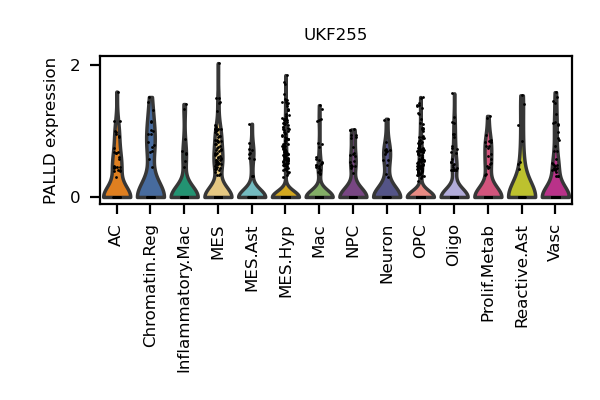 UKF255
PALLD expression
2
0
AC
Chromatin.Reg
Inflammatory.Mac
MES
MES.Ast
MES.Hyp
Mac
NPC
Neuron
OPC
Oligo
Prolif.Metab
Reactive.Ast
Vasc